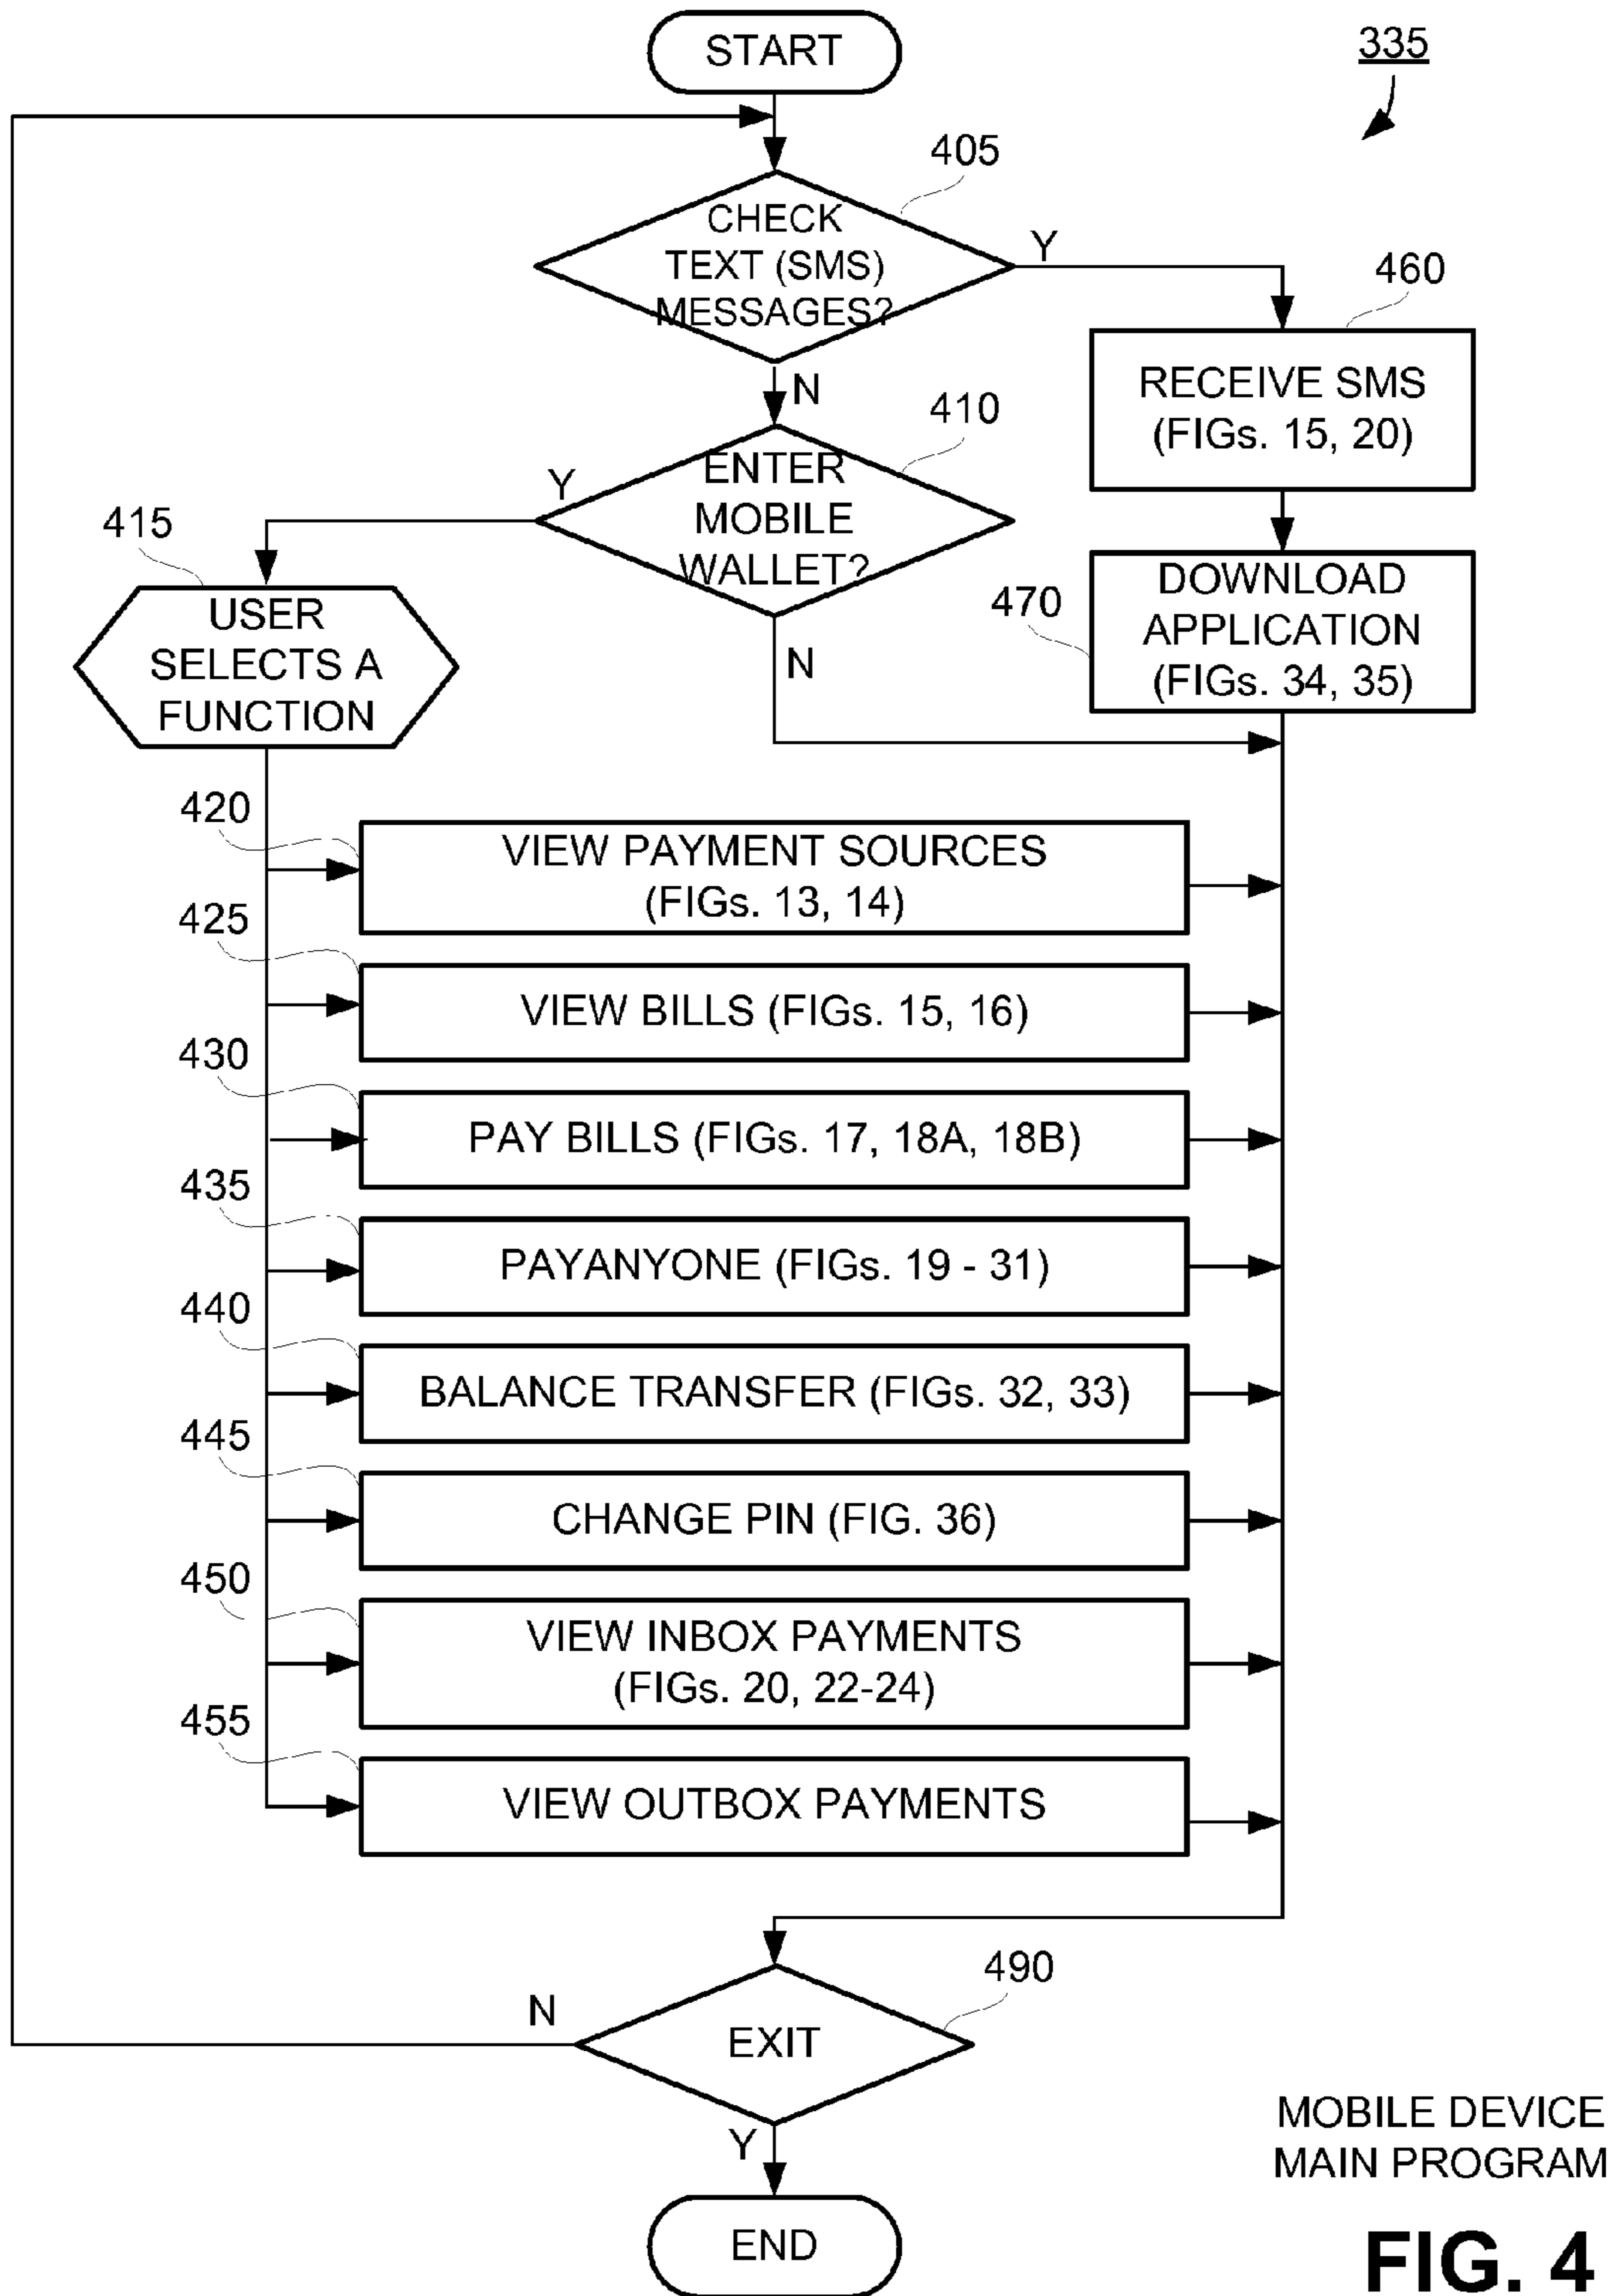 START
335
405
CHECK
TEXT (SMS)
MESSAGES?
Y
460
RECEIVE SMS
(FIGs. 15, 20)
N
410
ENTER
MOBILE
WALLET?
Y
415
USER
SELECTS A
FUNCTION
470
DOWNLOAD
APPLICATION
(FIGs. 34, 35)
N
420
VIEW PAYMENT SOURCES
(FIGs. 13, 14)
425
VIEW BILLS (FIGs. 15, 16)
430
PAY BILLS (FIGs. 17, 18A, 18B)
435
PAYANYONE (FIGs. 19 - 31)
440
BALANCE TRANSFER (FIGs. 32, 33)
445
CHANGE PIN (FIG. 36)
450
VIEW INBOX PAYMENTS
(FIGs. 20, 22-24)
455
VIEW OUTBOX PAYMENTS
490
N
EXIT
Y
END
MOBILE DEVICE
MAIN PROGRAM
FIG. 4